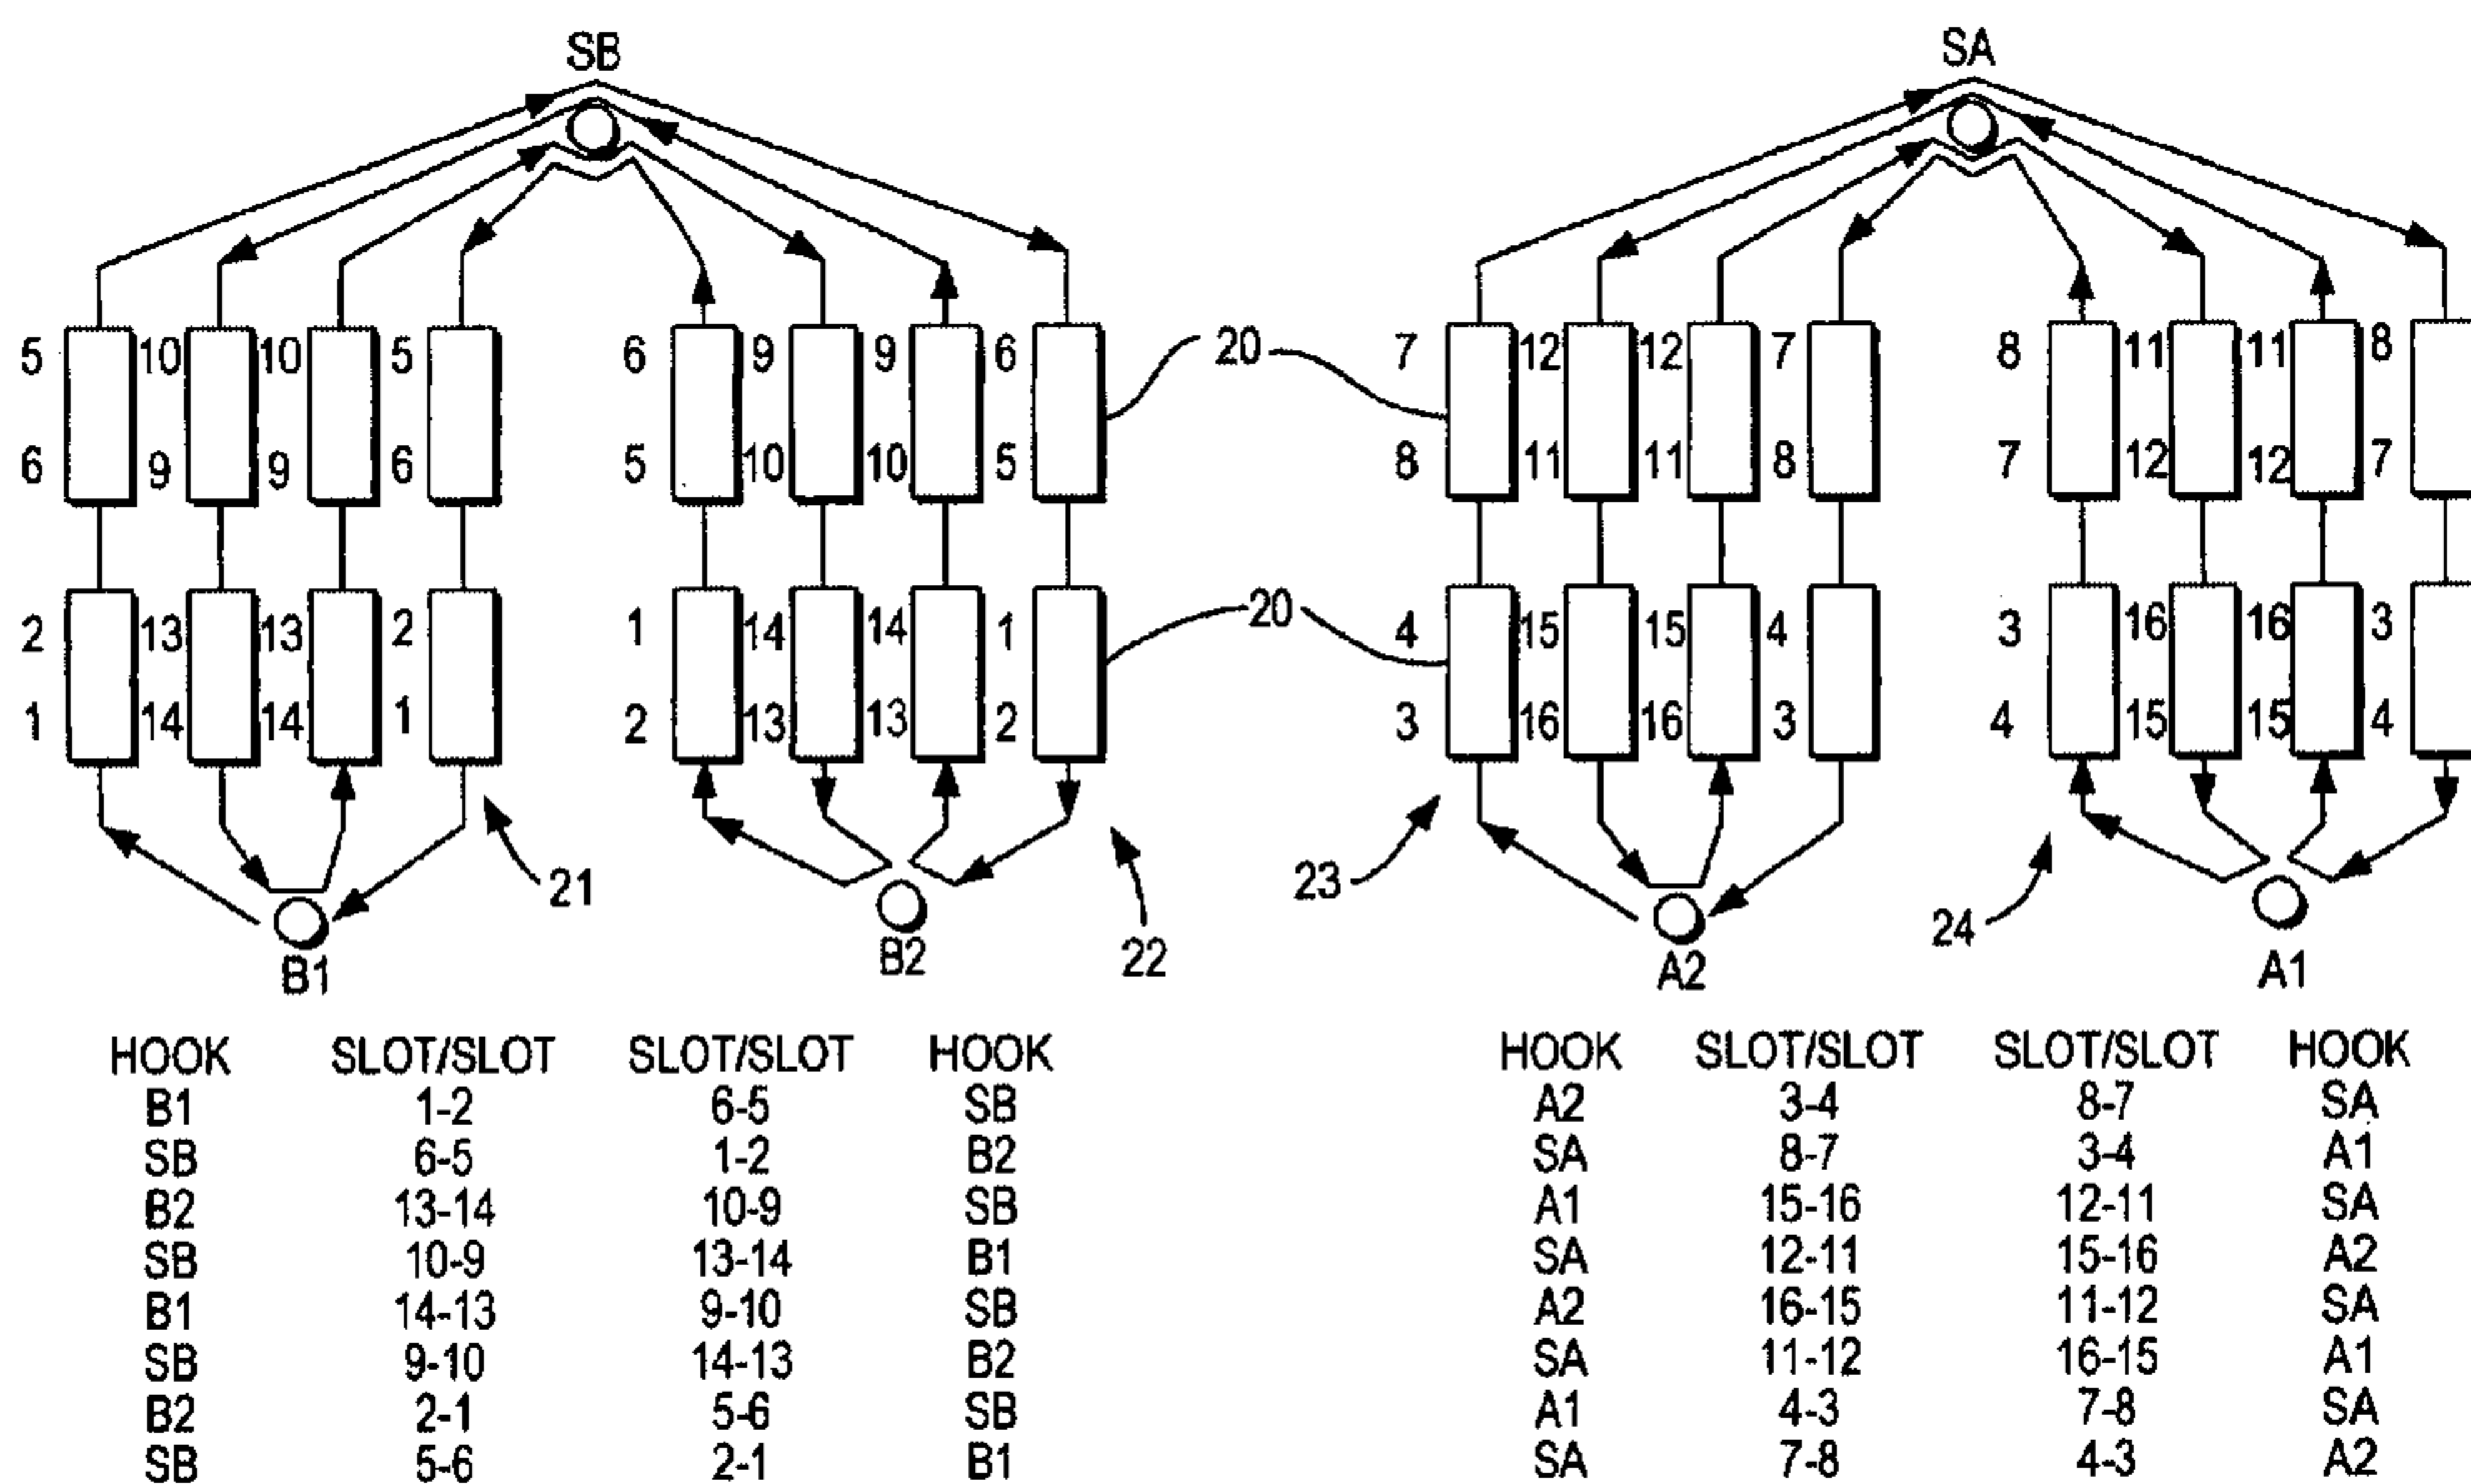 SB SA
5 10 10 5 6 9 9 6 20 7 12 12 7 8 11 11 8
6 9 9 6 5 10 10 5 8 11 11 8 7 12 12 7
2 13 13 2 1 14 14 1 20 4 15 15 4 3 16 16 3
1 14 14 1 2 13 13 2 3 16 16 3 4 15 15 4
21 22 23 24
B1 B2 A2 A1
HOOK SLOT/SLOT SLOT/SLOT HOOK HOOK SLOT/SLOT SLOT/SLOT HOOK
B1 1-2 6-5 SB A2 3-4 8-7 SA
SB 6-5 1-2 B2 SA 8-7 3-4 A1
B2 13-14 10-9 SB A1 15-16 12-11 SA
SB 10-9 13-14 B1 SA 12-11 15-16 A2
B1 14-13 9-10 SB A2 16-15 11-12 SA
SB 9-10 14-13 B2 SA 11-12 16-15 A1
B2 2-1 5-6 SB A1 4-3 7-8 SA
SB 5-6 2-1 B1 SA 7-8 4-3 A2